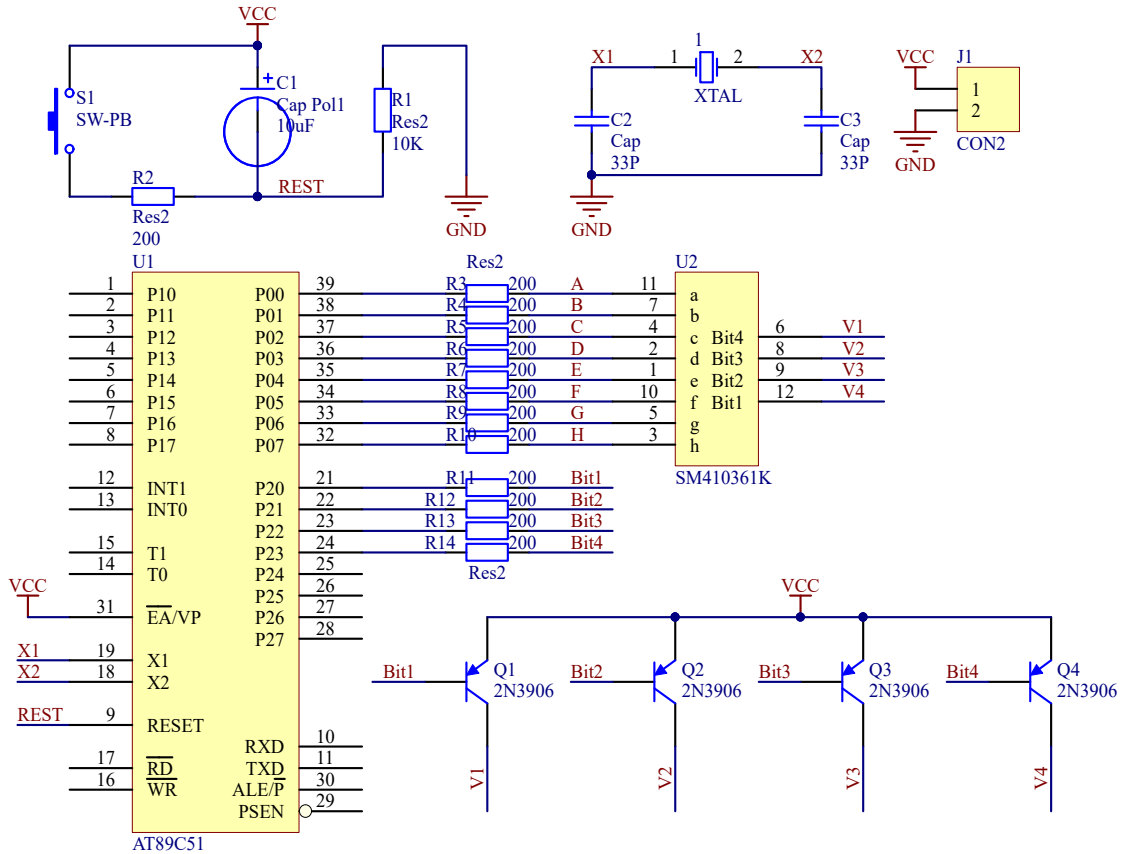 VCC
S1
SW-PB
C1
Cap Pol1
10uF
R1
Res2
10K
R2
Res2
200
REST
GND
X1
1
1
2
XTAL
X2
C2
Cap
33P
C3
Cap
33P
GND
VCC
J1
1
2
CON2
GND
U1
Res2
U2
1 P10 P00 39 R3 200 A 11 a
2 P11 P01 38 R4 200 B 7 b
3 P12 P02 37 R5 200 C 4 c Bit4 6 V1
4 P13 P03 36 R6 200 D 2 d Bit3 8 V2
5 P14 P04 35 R7 200 E 1 e Bit2 9 V3
6 P15 P05 34 R8 200 F 10 f Bit1 12 V4
7 P16 P06 33 R9 200 G 5 g
8 P17 P07 32 R10 200 H 3 h
SM410361K
12 INT1 P20 21 R11 200 Bit1
13 INT0 P21 22 R12 200 Bit2
P22 23 R13 200 Bit3
15 T1 P23 24 R14 200 Bit4
14 T0 P24 25
Res2
P25 26
VCC
31 EA/VP P26 27
P27 28
X1 19 X1
X2 18 X2
REST 9 RESET
RXD 10
17 RD TXD 11
16 WR ALE/P 30
PSEN 29
AT89C51
VCC
Bit1
Q1
2N3906
V1
Bit2
Q2
2N3906
V2
Bit3
Q3
2N3906
V3
Bit4
Q4
2N3906
V4